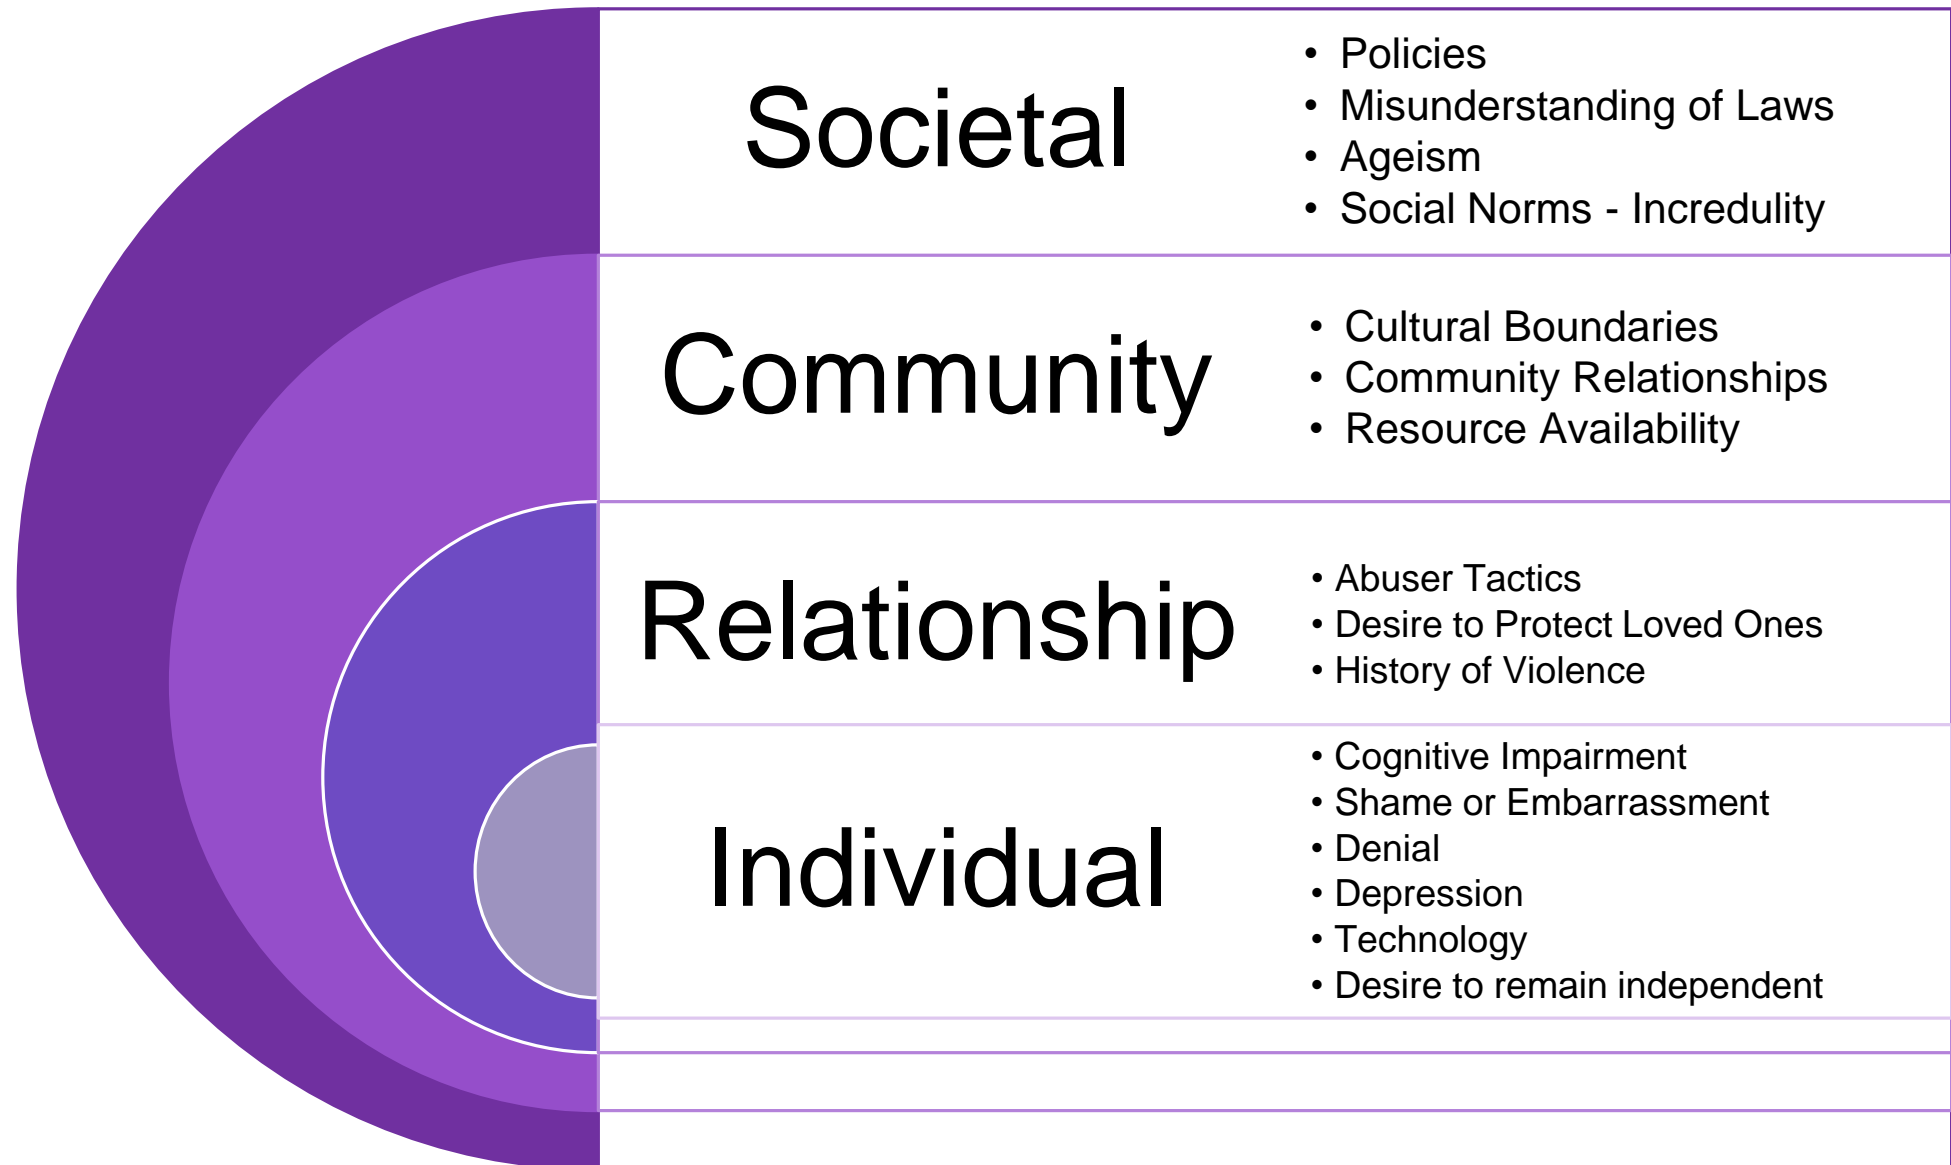 Societal
• Policies
• Misunderstanding of Laws
• Ageism
• Social Norms - Incredulity
Community
• Cultural Boundaries
• Community Relationships
• Resource Availability
Relationship
• Abuser Tactics
• Desire to Protect Loved Ones
• History of Violence
Individual
• Cognitive Impairment
• Shame or Embarrassment
• Denial
• Depression
• Technology
• Desire to remain independent